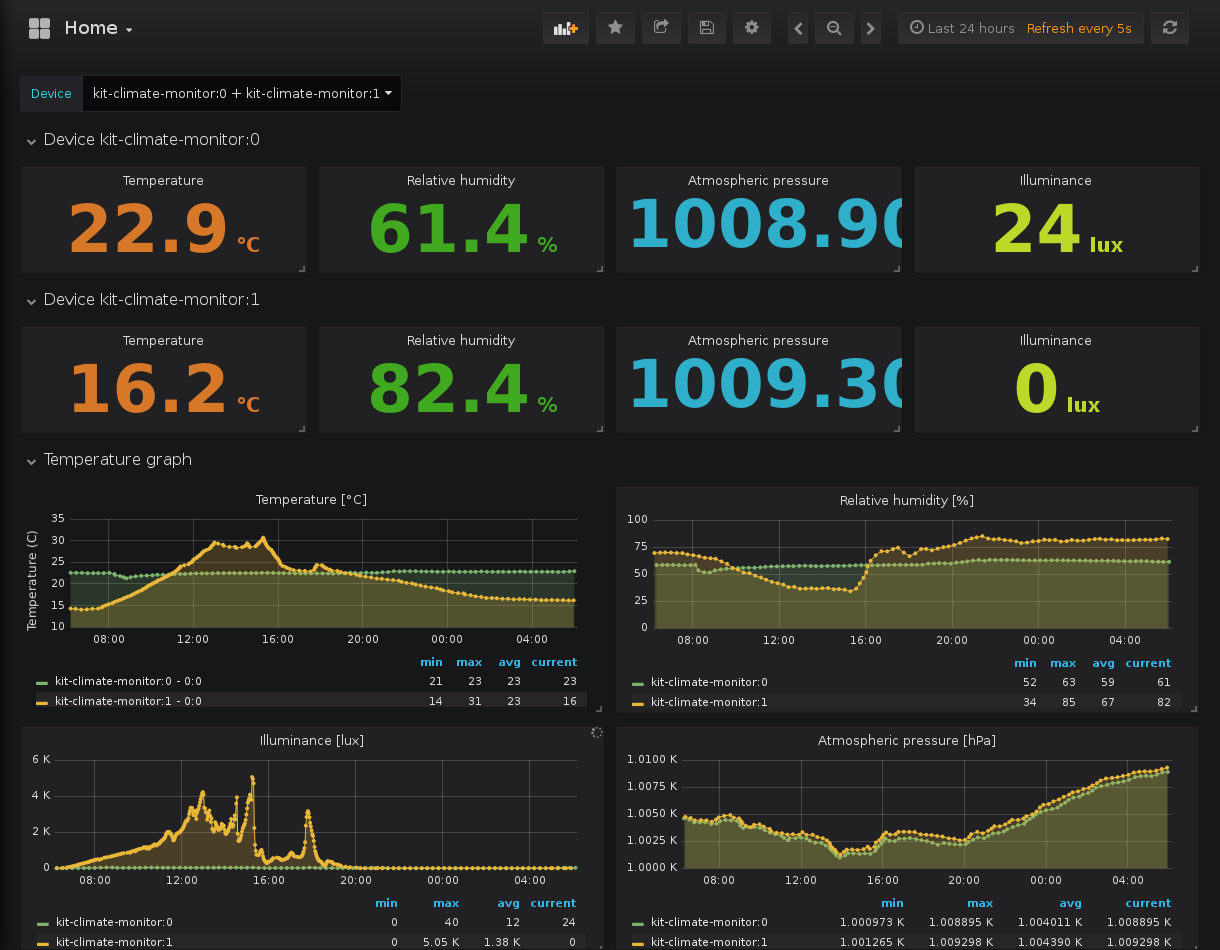 Home
Last 24 hours Refresh every 5s
Device kit-climate-monitor:0 + kit-climate-monitor:1
Device kit-climate-monitor:0
Temperature Relative humidity Atmospheric pressure Illuminance
22.9 °C 61.4 % 1008.90 24 lux
Device kit-climate-monitor:1
Temperature Relative humidity Atmospheric pressure Illuminance
16.2 °C 82.4 % 1009.30 0 lux
Temperature graph
Temperature [°C]
Temperature (C)
35
30
25
20
15
10
08:00 12:00 16:00 20:00 00:00 04:00
min max avg current
kit-climate-monitor:0 - 0:0 21 23 23 23
kit-climate-monitor:1 - 0:0 14 31 23 16
Relative humidity [%]
100
75
50
25
0
08:00 12:00 16:00 20:00 00:00 04:00
min max avg current
kit-climate-monitor:0 52 63 59 61
kit-climate-monitor:1 34 85 67 82
Illuminance [lux]
6 K
4 K
2 K
0
08:00 12:00 16:00 20:00 00:00 04:00
min max avg current
kit-climate-monitor:0 0 40 12 24
kit-climate-monitor:1 0 5.05 K 1.38 K 0
Atmospheric pressure [hPa]
1.0100 K
1.0075 K
1.0050 K
1.0025 K
1.0000 K
08:00 12:00 16:00 20:00 00:00 04:00
min max avg current
kit-climate-monitor:0 1.000973 K 1.008895 K 1.004011 K 1.008895 K
kit-climate-monitor:1 1.001265 K 1.009298 K 1.004390 K 1.009298 K